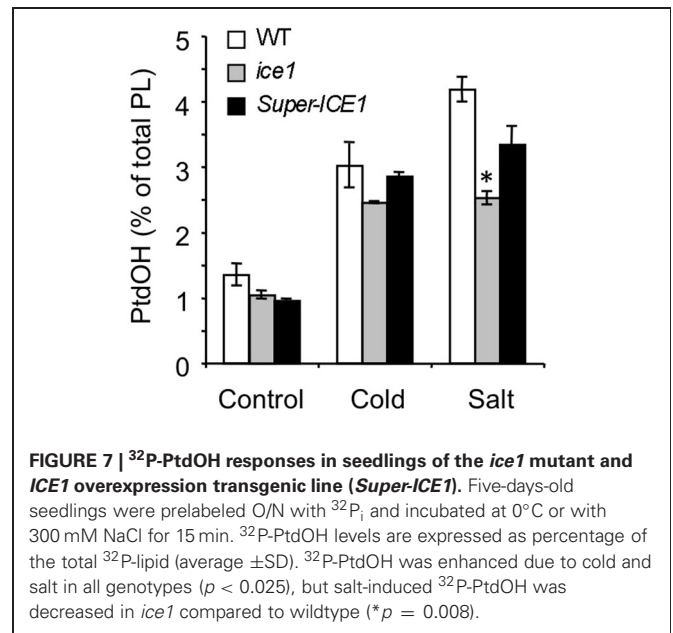 5
4
3
2
1
0
PtdOH (% of total PL)
WT
ice1
Super-ICE1
*
Control Cold Salt
FIGURE 7 | ³²P-PtdOH responses in seedlings of the ice1 mutant and
ICE1 overexpression transgenic line (Super-ICE1). Five-days-old
seedlings were prelabeled O/N with ³²Pᵢ and incubated at 0°C or with
300 mM NaCl for 15 min. ³²P-PtdOH levels are expressed as percentage of
the total ³²P-lipid (average ±SD). ³²P-PtdOH was enhanced due to cold and
salt in all genotypes (p < 0.025), but salt-induced ³²P-PtdOH was
decreased in ice1 compared to wildtype (*p = 0.008).